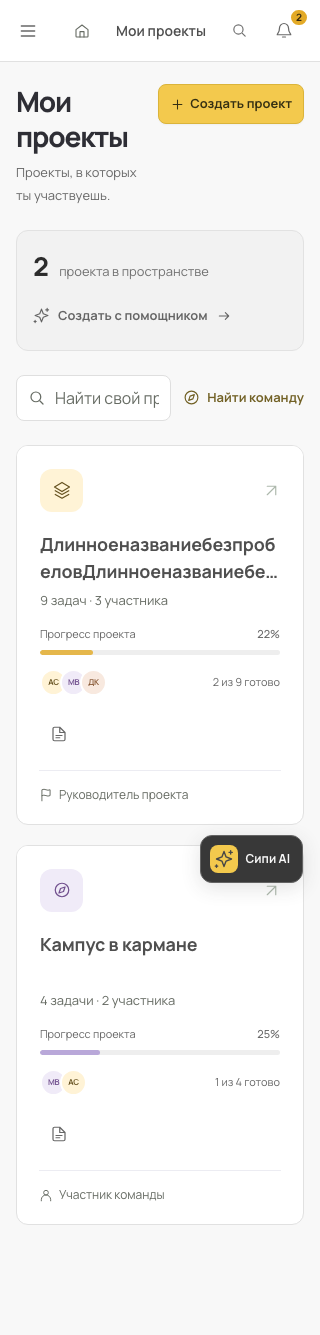 Мои проекты
2
Мои
проекты
Создать проект
Проекты, в которых
ты участвуешь.
2 проекта в пространстве
Создать с помощником
Найти свой пр
Найти команду
Длинноеназваниебезпроб
еловДлинноеназваниебе...
9 задач · 3 участника
Прогресс проекта 22%
АС МВ ДК 2 из 9 готово
Руководитель проекта
Сипи AI
Кампус в кармане
4 задачи · 2 участника
Прогресс проекта 25%
МВ АС 1 из 4 готово
Участник команды